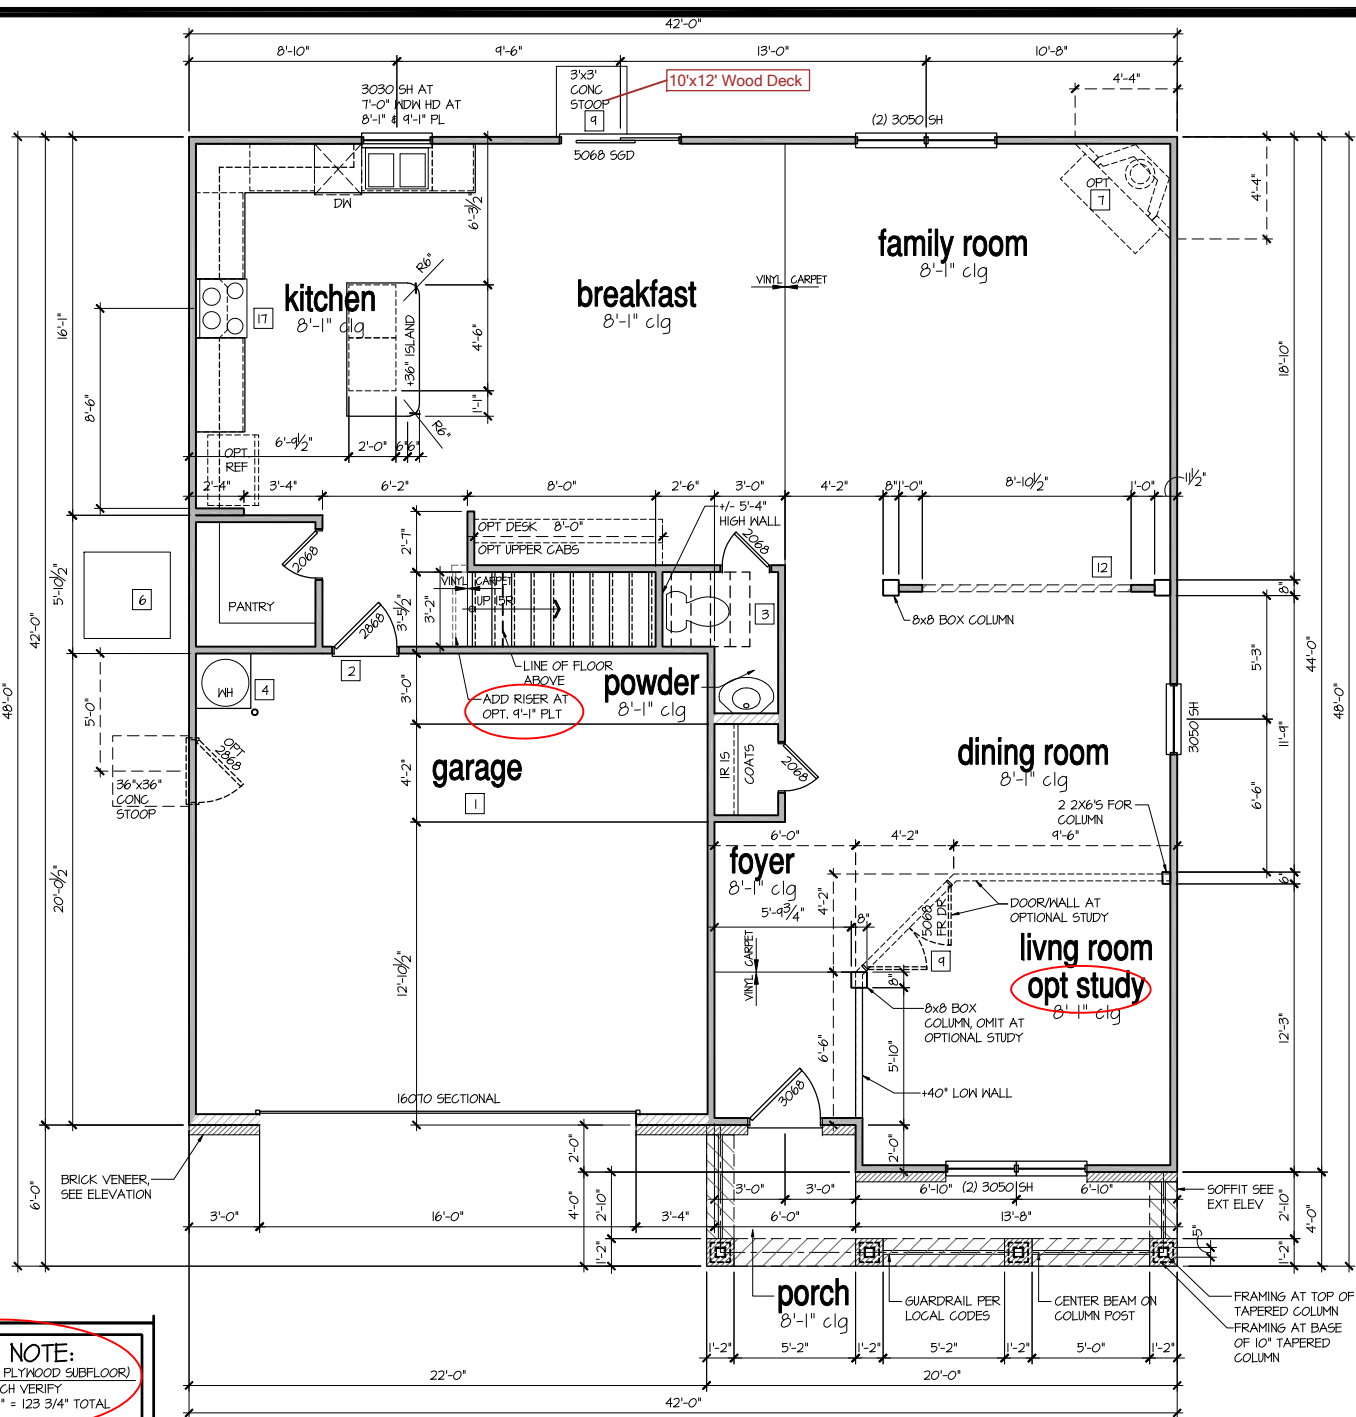 42'-0"
8'-10"
9'-6"
13'-0"
10'-8"
3'x3'
CONC
STOOP
9
10'x12' Wood Deck
4'-4"
3030 SH AT
7'-0" WDW HD AT
8'-1" & 9'-1" PL
(2) 3050 SH
5068 SGD
DW
OPT
7
4'-4"
6'-3 1/2"
family room
8'-1" clg
VINYL CARPET
kitchen
8'-1" clg
breakfast
8'-1" clg
R6"
17
+36" ISLAND
4'-6"
1'-1"
R6"
16'-1"
8'-6"
18'-10"
6'-9 1/2"
2'-0"
6"
6"
OPT.
REF
2'-4"
3'-4"
6'-2"
8'-0"
2'-6"
3'-0"
4'-2"
8"
1'-0"
8'-10 1/2"
1'-0"
1 1/2"
+/- 5'-4"
HIGH WALL
OPT DESK 8'-0"
OPT UPPER CABS
2'-7"
2068
2068
12
5'-10 1/2"
6
VINYL CARPET
UP 15R
3'-5 1/2"
3'-2"
PANTRY
2868
3
8x8 BOX COLUMN
8"
42'-0"
48'-0"
5'-3"
44'-0"
48'-0"
2
LINE OF FLOOR
ABOVE
ADD RISER AT
OPT. 9'-1" PLT
powder
8'-1" clg
WH
4
3'-0"
5'-0"
3050 SH
11'-9"
OPT
2868
garage
1
4'-2"
1R 1S
COATS
2068
dining room
8'-1" clg
6'-6"
36"x36"
CONC
STOOP
2 2X6'S FOR
COLUMN
6'-0"
4'-2"
9'-6"
foyer
8'-1" clg
6"
20'-0 1/2"
4'-2"
5'-9 3/4"
8"
5068
FR DR
DOOR/WALL AT
OPTIONAL STUDY
livng room
opt study
8'-1" clg
9
VINYL CARPET
12'-10 1/2"
8"
8x8 BOX
COLUMN, OMIT AT
OPTIONAL STUDY
6'-6"
5'-10"
12'-3"
3068
+40" LOW WALL
16070 SECTIONAL
2'-0"
2'-0"
BRICK VENEER,
SEE ELEVATION
3'-0"
3'-0"
6'-10"
(2) 3050 SH
6'-10"
SOFFIT SEE
EXT ELEV
6'-0"
4'-0"
2'-10"
2'-10"
4'-0"
3'-0"
16'-0"
3'-4"
6'-0"
13'-8"
5"
1'-2"
1'-2"
porch
8'-1" clg
GUARDRAIL PER
LOCAL CODES
CENTER BEAM ON
COLUMN POST
FRAMING AT TOP OF
TAPERED COLUMN
FRAMING AT BASE
OF 10" TAPERED
COLUMN
1'-2"
5'-2"
1'-2"
5'-2"
1'-2"
5'-0"
1'-2"
22'-0"
20'-0"
42'-0"
NOTE:
PLYWOOD SUBFLOOR)
CH VERIFY
" = 123 3/4" TOTAL